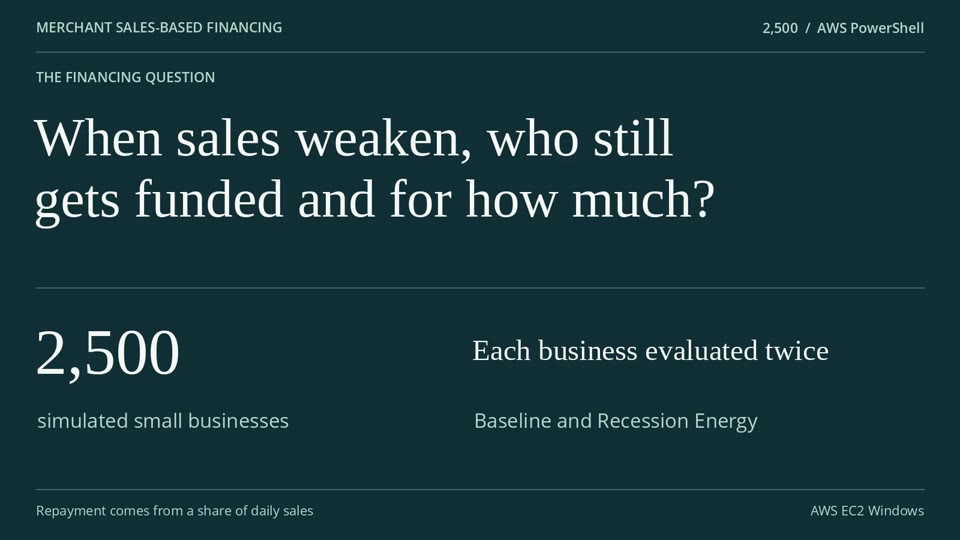 MERCHANT SALES-BASED FINANCING
2,500 / AWS PowerShell
THE FINANCING QUESTION
When sales weaken, who still
gets funded and for how much?
2,500
simulated small businesses
Each business evaluated twice
Baseline and Recession Energy
Repayment comes from a share of daily sales
AWS EC2 Windows